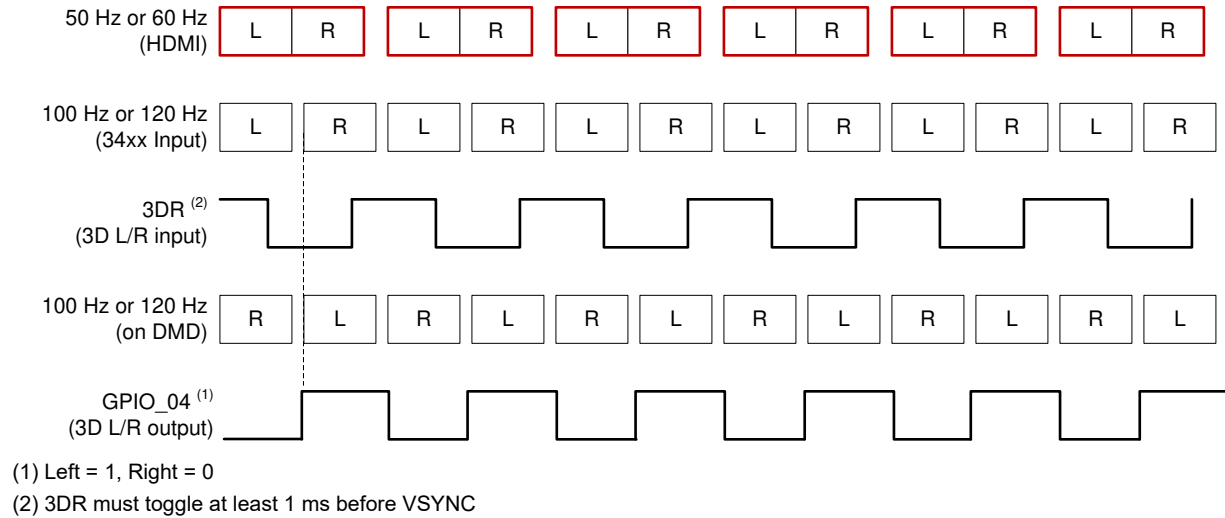 50 Hz or 60 Hz
(HDMI)
L R L R L R L R L R L R
100 Hz or 120 Hz
(34xx Input)
L R L R L R L R L R L R
3DR (2)
(3D L/R input)
100 Hz or 120 Hz
(on DMD)
R L R L R L R L R L R L
GPIO_04 (1)
(3D L/R output)
(1) Left = 1, Right = 0
(2) 3DR must toggle at least 1 ms before VSYNC